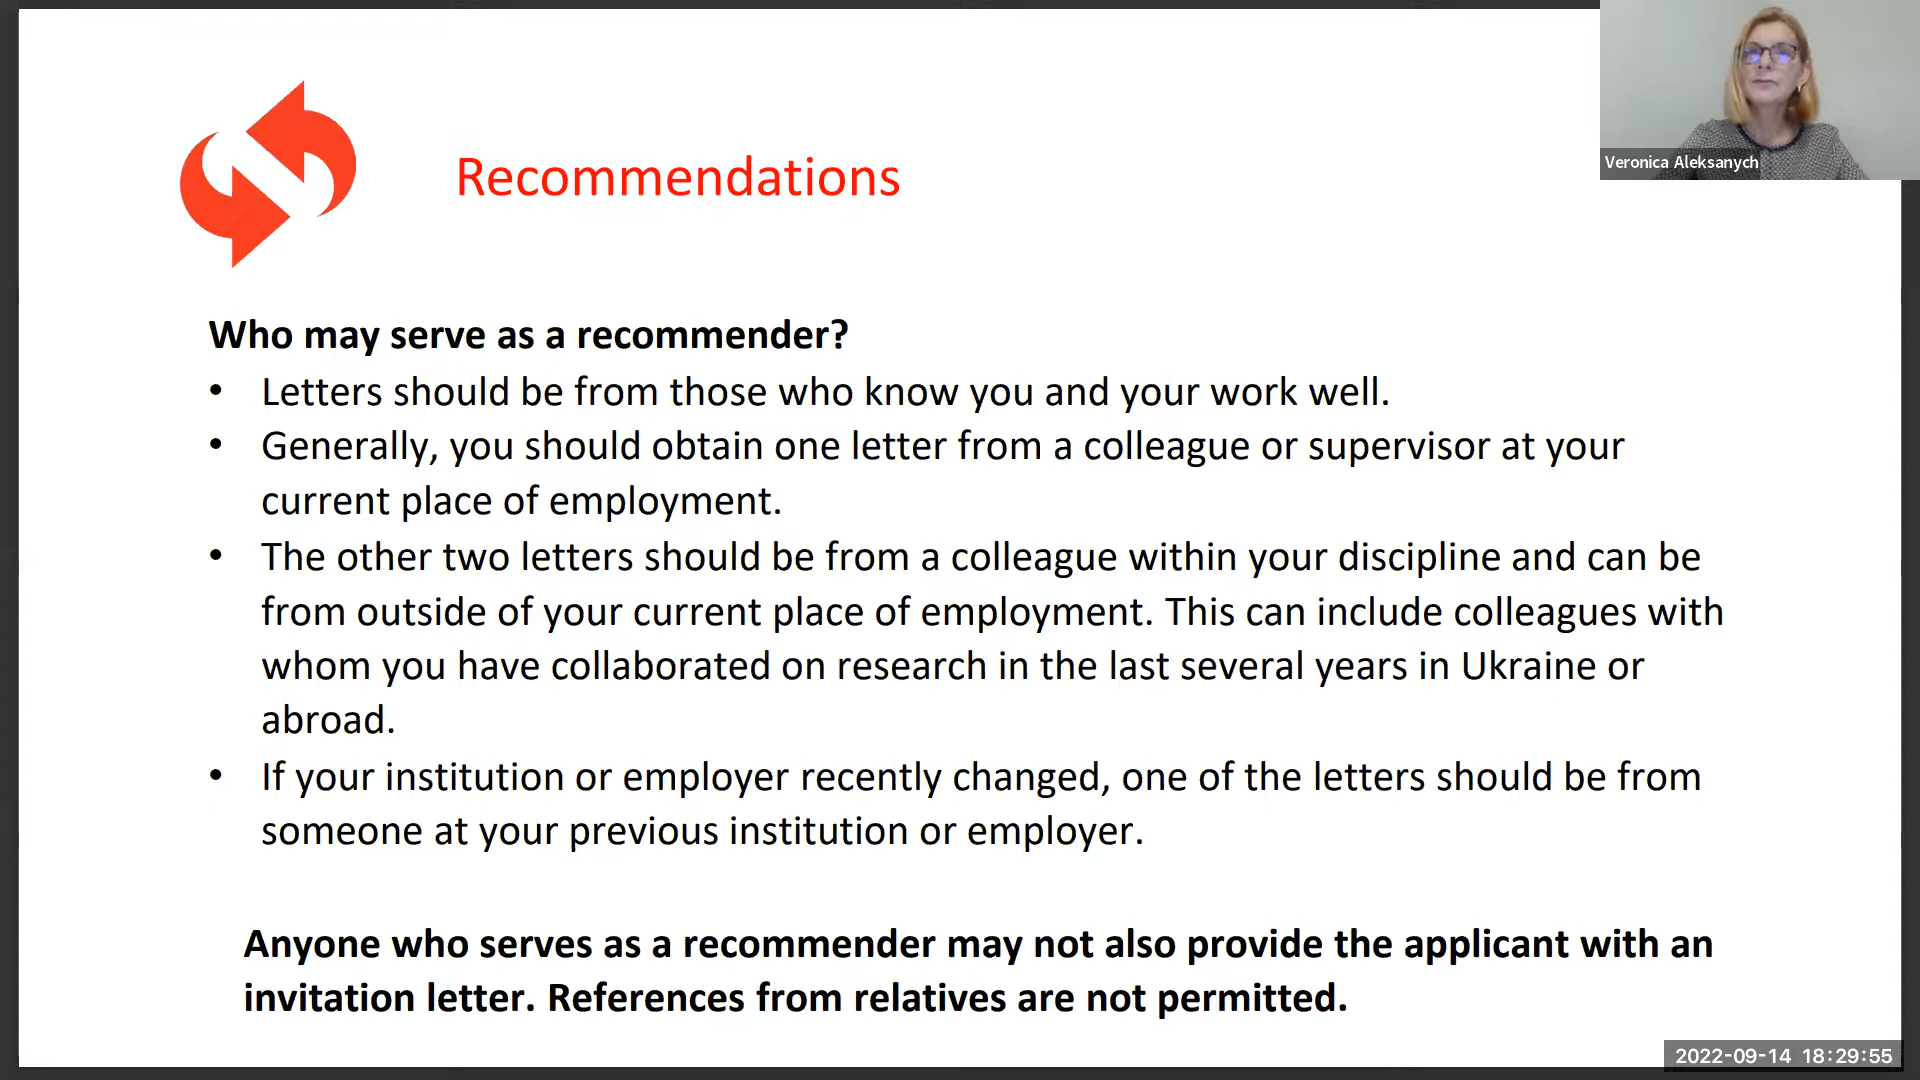 Veronica Aleksanych
Recommendations
Who may serve as a recommender?
• Letters should be from those who know you and your work well.
• Generally, you should obtain one letter from a colleague or supervisor at your
current place of employment.
• The other two letters should be from a colleague within your discipline and can be
from outside of your current place of employment. This can include colleagues with
whom you have collaborated on research in the last several years in Ukraine or
abroad.
• If your institution or employer recently changed, one of the letters should be from
someone at your previous institution or employer.
Anyone who serves as a recommender may not also provide the applicant with an
invitation letter. References from relatives are not permitted.
2022-09-14 18:29:55